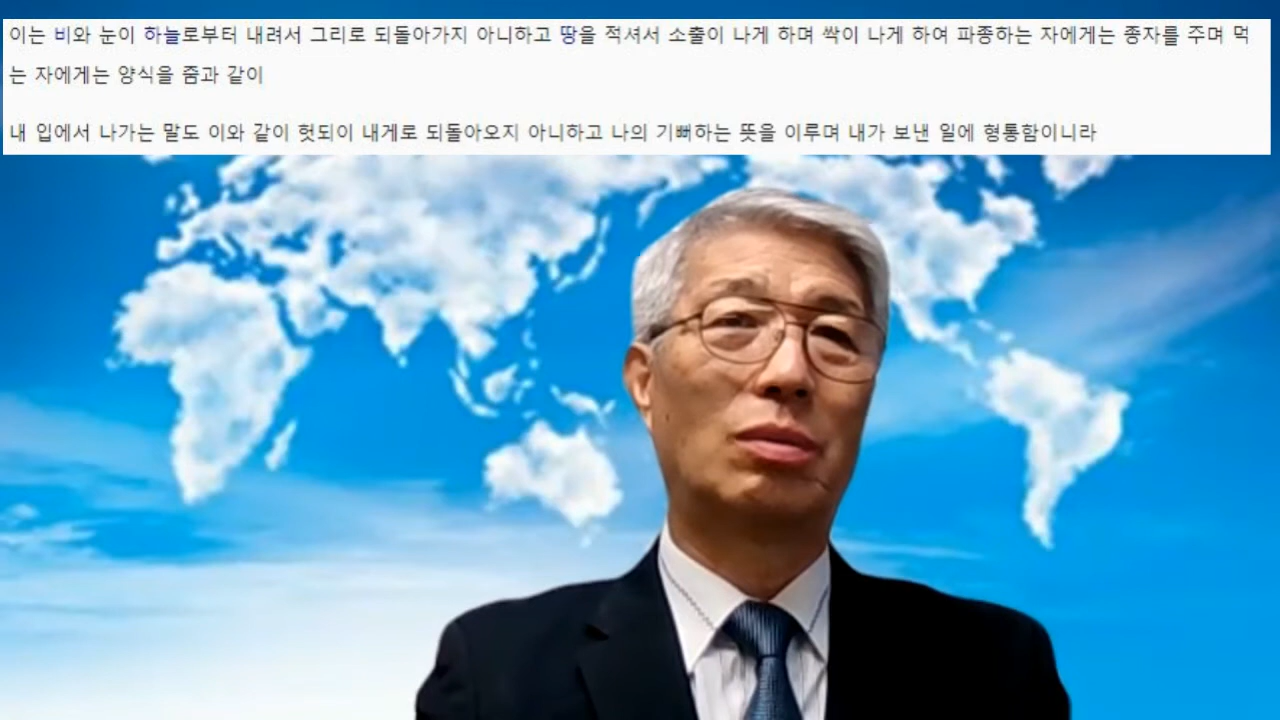 이는 비와 눈이 하늘로부터 내려서 그리로 되돌아가지 아니하고 땅을 적셔서 소출이 나게 하며 싹이 나게 하여 파종하는 자에게는 종자를 주며 먹
는 자에게는 양식을 줌과 같이
내 입에서 나가는 말도 이와 같이 헛되이 내게로 되돌아오지 아니하고 나의 기뻐하는 뜻을 이루며 내가 보낸 일에 형통함이니라